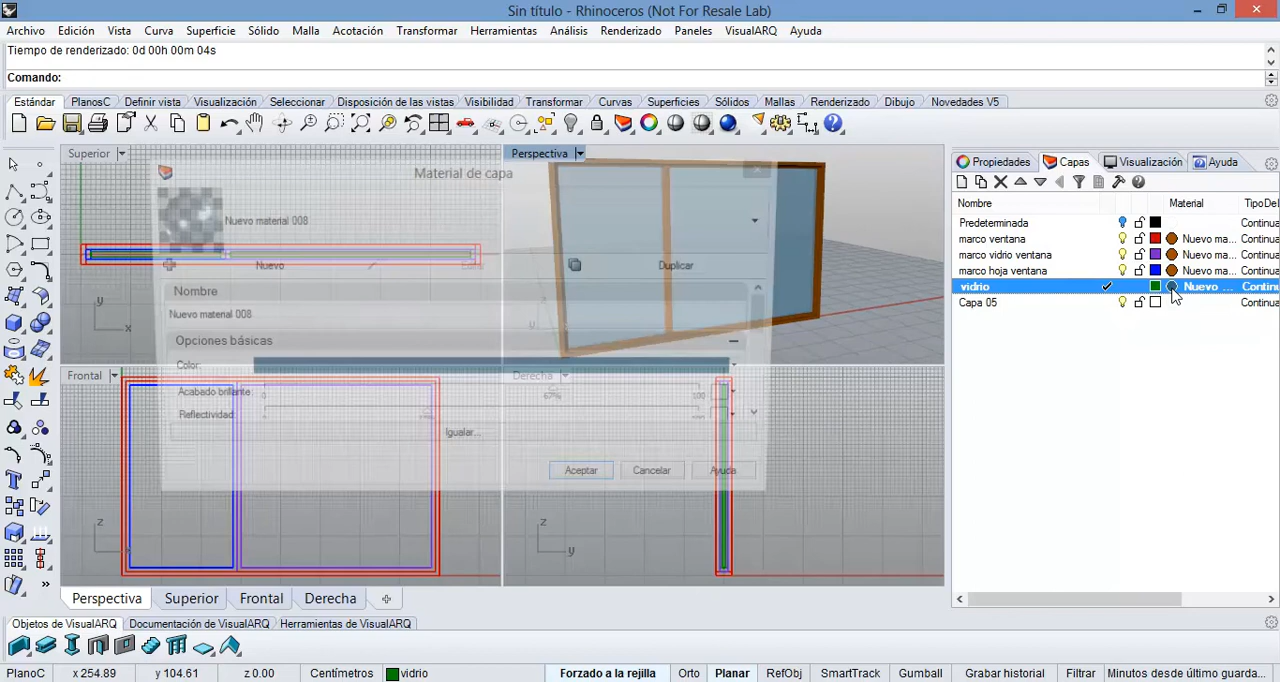 Sin título - Rhinoceros (Not For Resale Lab)
Archivo Edición Vista Curva Superficie Sólido Malla Acotación Transformar Herramientas Análisis Renderizado Paneles VisualARQ Ayuda
Tiempo de renderizado: 0d 00h 00m 04s
Comando:
Estándar PlanosC Definir vista Visualización Seleccionar Disposición de las vistas Visibilidad Transformar Curvas Superficies Sólidos Mallas Renderizado Dibujo Novedades V5
Superior
Perspectiva
Propiedades Capas Visualización Ayuda
Material de capa
Nombre Material TipoDe
Nuevo material 008
Predeterminada Continua
marco ventana Nuevo ma... Continua
marco vidrio ventana Nuevo ma... Continua
Nuevo Editar Duplicar
marco hoja ventana Nuevo ma... Continua
vidrio Nuevo ... Continu
Nombre
Capa 05 Continua
Nuevo material 008
y
x
Opciones básicas
Color:
Frontal
Derecha
Acabado brillante: 0 67% 100
Reflectividad:
Igualar...
Aceptar Cancelar Ayuda
z
x
z
y
Perspectiva Superior Frontal Derecha
Objetos de VisualARQ Documentación de VisualARQ Herramientas de VisualARQ
PlanoC x 254.89 y 104.61 z 0.00 Centímetros vidrio Forzado a la rejilla Orto Planar RefObj SmartTrack Gumball Grabar historial Filtrar Minutos desde último guarda...